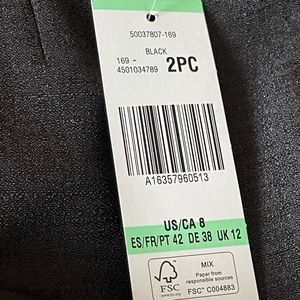 50037807-169
BLACK
169 -
4501034789
2PC
A16357960513
US/CA 8
ES/FR/PT 42 DE 38 UK 12
FSC
www.fsc.org
MIX
Paper from
responsible sources
FSC™ C004883